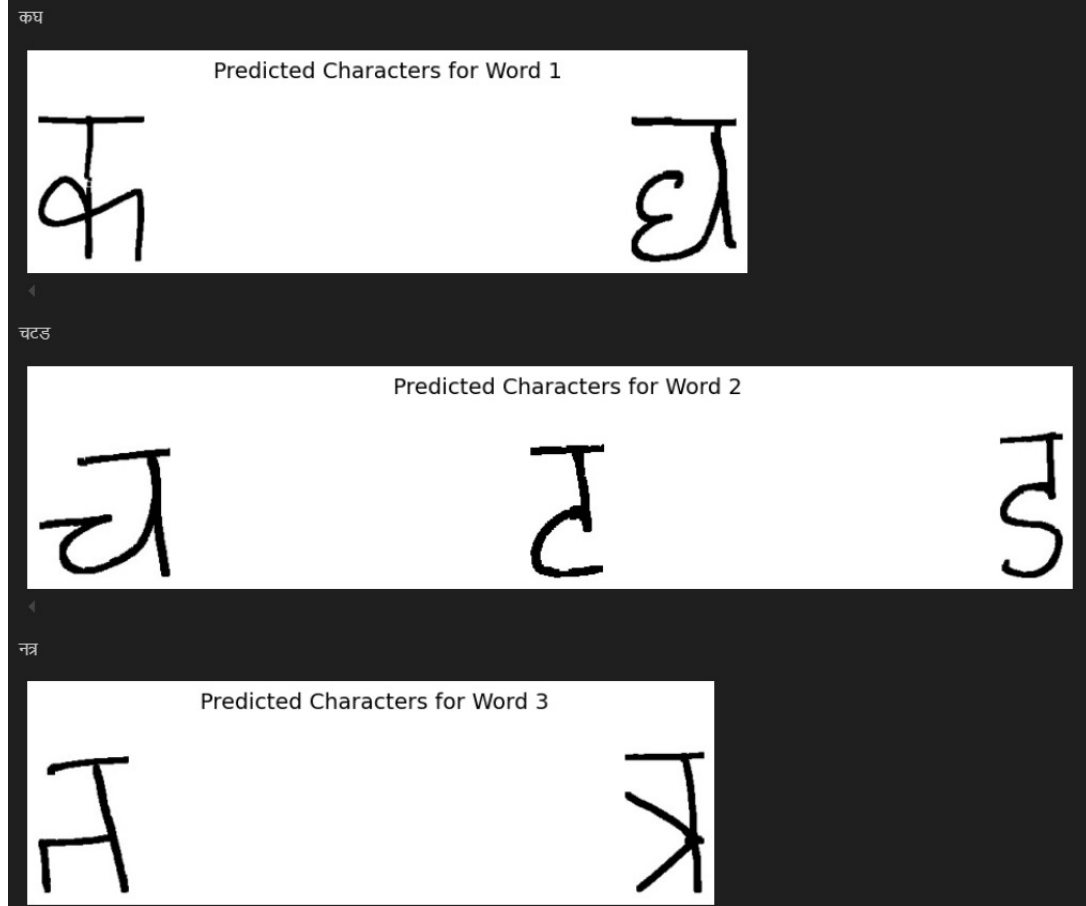 कघ
Predicted Characters for Word 1
क घ
चटड
Predicted Characters for Word 2
च ट ड
नत्र
Predicted Characters for Word 3
न त्र